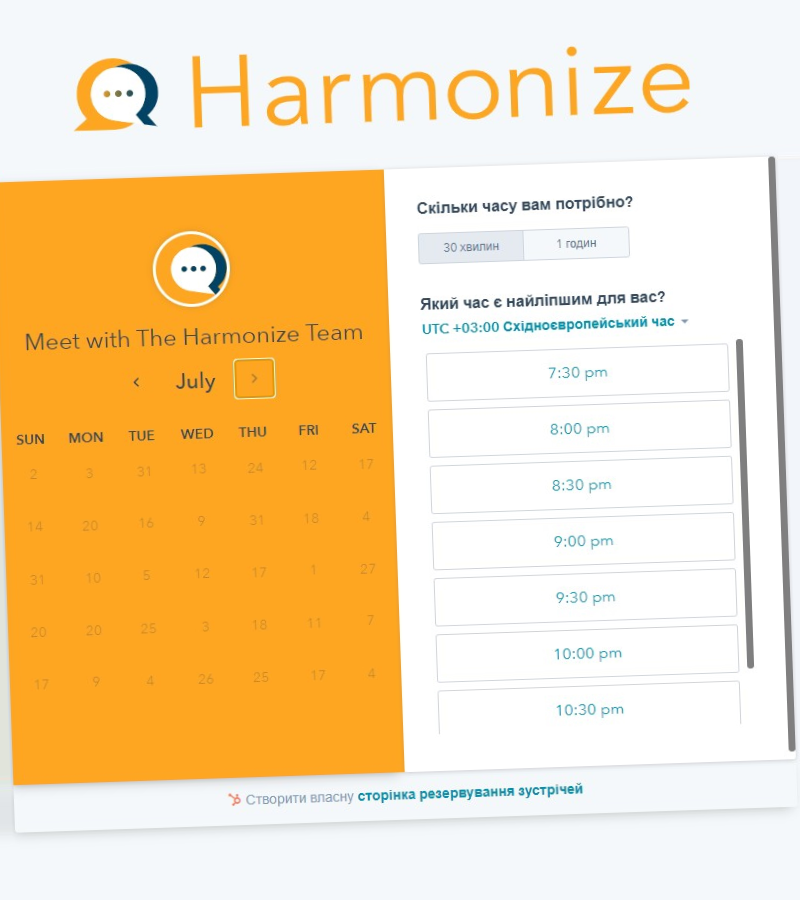 Harmonize
Meet with The Harmonize Team
July
SUN MON TUE WED THU FRI SAT
2 3 31 13 24 12 17
14 20 16 9 31 18 4
31 10 5 12 17 1 27
20 20 25 3 18 11 7
17 9 4 26 25 17 4
Скільки часу вам потрібно?
30 хвилин 1 годин
Який час є найліпшим для вас?
UTC +03:00 Східноєвропейський час
7:30 pm
8:00 pm
8:30 pm
9:00 pm
9:30 pm
10:00 pm
10:30 pm
Створити власну сторінка резервування зустрічей